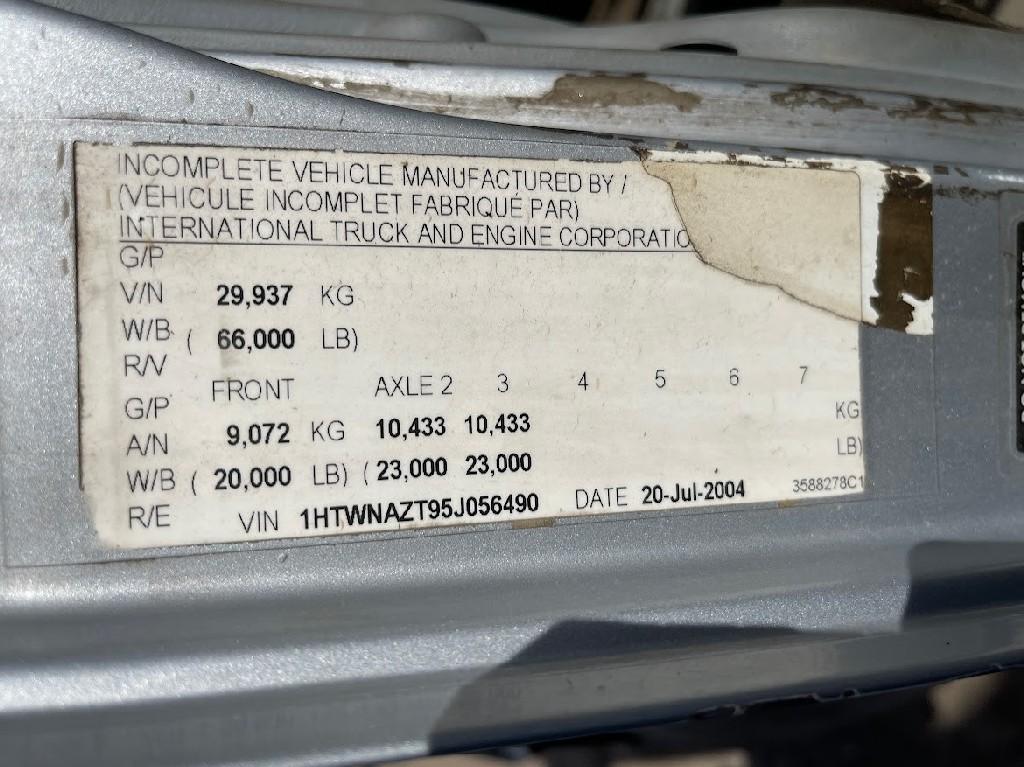 INCOMPLETE VEHICLE MANUFACTURED BY /
(VÉHICULE INCOMPLET FABRIQUÉ PAR)
INTERNATIONAL TRUCK AND ENGINE CORPORATIO
G/P
V/N 29,937 KG
W/B ( 66,000 LB)
R/V
FRONT AXLE 2 3 4 5 6 7
G/P
A/N 9,072 KG 10,433 10,433 KG
W/B ( 20,000 LB) ( 23,000 23,000 LB)
R/E VIN 1HTWNAZT95J056490 DATE 20-Jul-2004 3588278C1